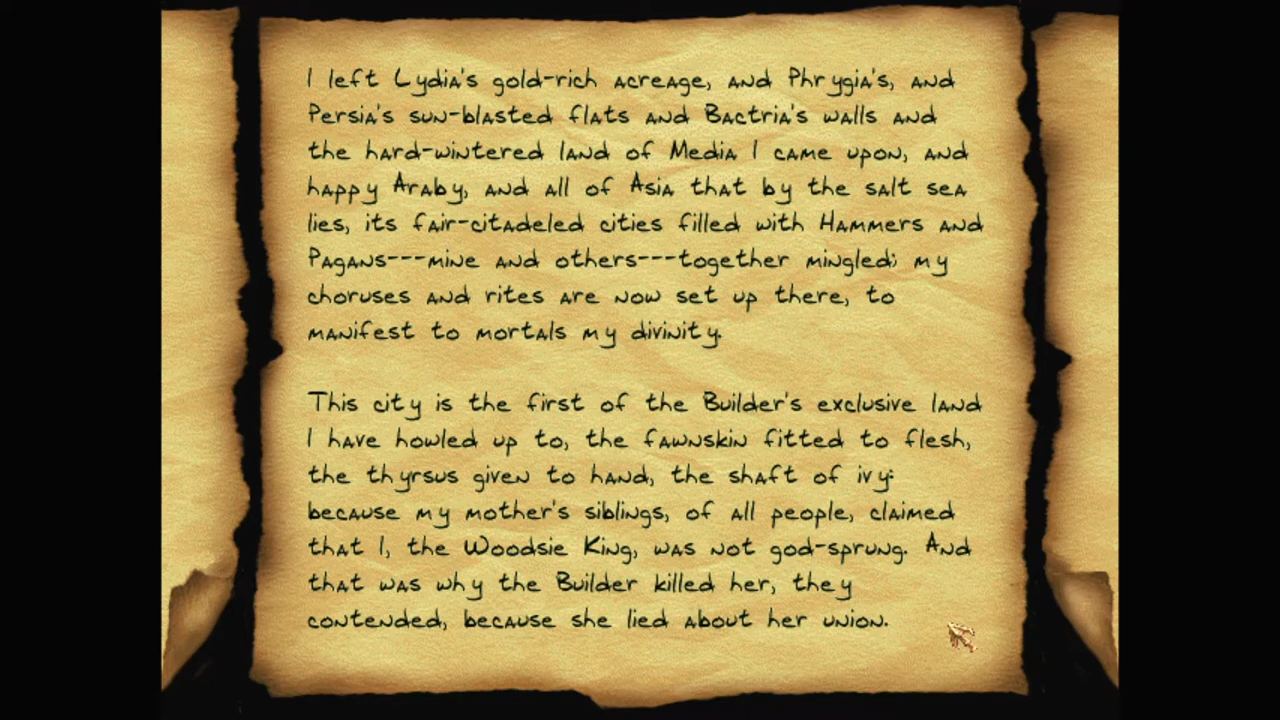 I left Lydia's gold-rich acreage, and Phrygia's, and
Persia's sun-blasted flats and Bactria's walls and
the hard-wintered land of Media I came upon, and
happy Araby, and all of Asia that by the salt sea
lies, its fair-citadeled cities filled with Hammers and
Pagans---mine and others---together mingled; my
choruses and rites are now set up there, to
manifest to mortals my divinity.

This city is the first of the Builder's exclusive land
I have howled up to, the fawnskin fitted to flesh,
the thyrsus given to hand, the shaft of ivy:
because my mother's siblings, of all people, claimed
that I, the Woodsie King, was not god-sprung. And
that was why the Builder killed her, they
contended, because she lied about her union.